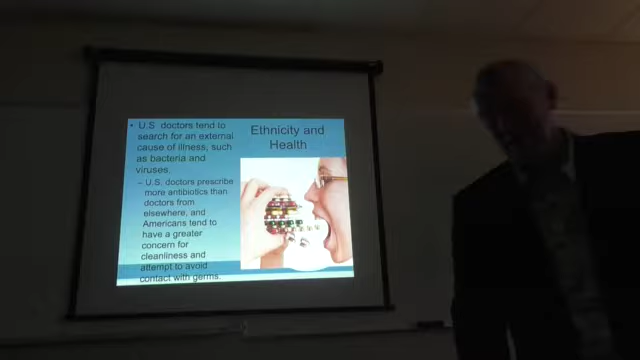 • U.S. doctors tend to
search for an external
cause of illness, such
as bacteria and
viruses.
– U.S. doctors prescribe
more antibiotics than
doctors from
elsewhere, and
Americans tend to
have a greater
concern for
cleanliness and
attempt to avoid
contact with germs.
Ethnicity and
Health